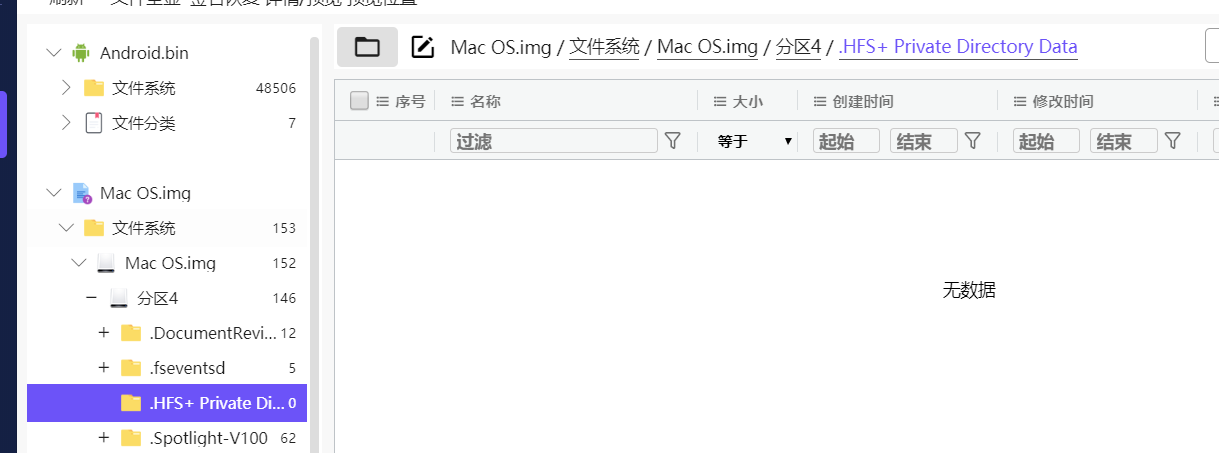 Android.bin
文件系统 48506
文件分类 7
Mac OS.img
文件系统 153
Mac OS.img 152
分区4 146
.DocumentRevi... 12
.fseventsd 5
.HFS+ Private Di... 0
.Spotlight-V100 62
Mac OS.img / 文件系统 / Mac OS.img / 分区4 / .HFS+ Private Directory Data
序号 名称 大小 创建时间 修改时间
过滤 等于 起始 结束 起始 结束
无数据